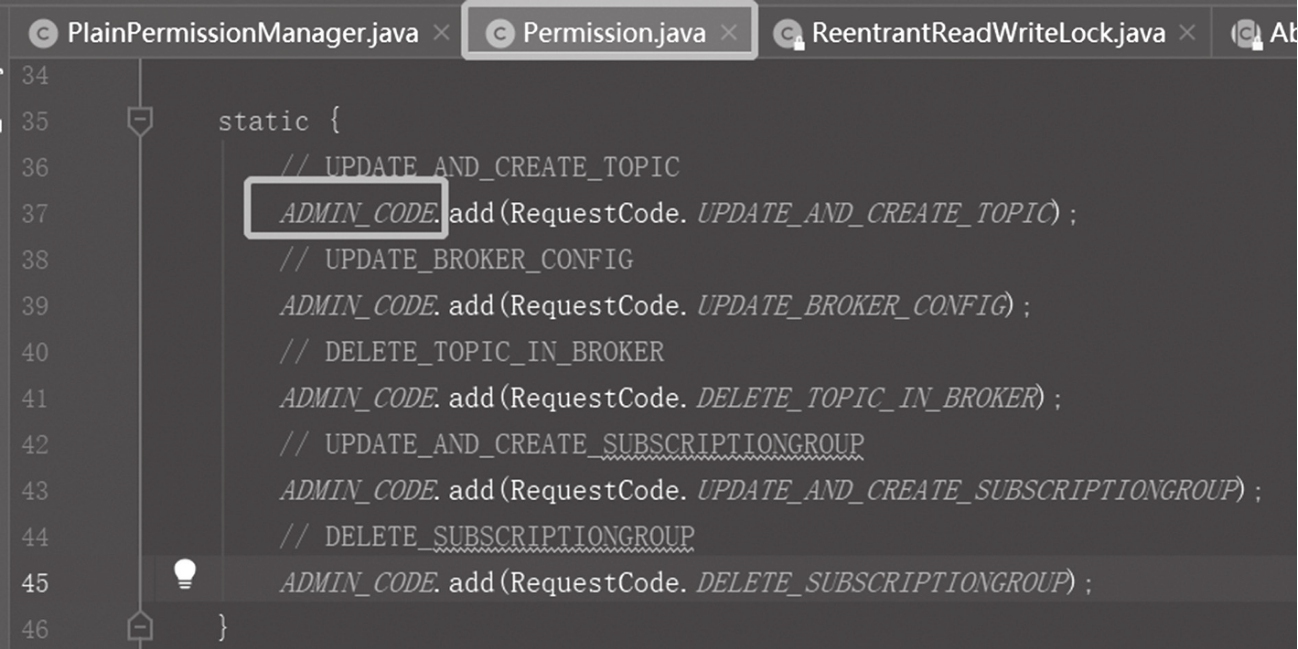 PlainPermissionManager.java × Permission.java × ReentrantReadWriteLock.java × Ab
34
35 static {
36 // UPDATE_AND_CREATE_TOPIC
37 ADMIN_CODE.add(RequestCode.UPDATE_AND_CREATE_TOPIC);
38 // UPDATE_BROKER_CONFIG
39 ADMIN_CODE.add(RequestCode.UPDATE_BROKER_CONFIG);
40 // DELETE_TOPIC_IN_BROKER
41 ADMIN_CODE.add(RequestCode.DELETE_TOPIC_IN_BROKER);
42 // UPDATE_AND_CREATE_SUBSCRIPTIONGROUP
43 ADMIN_CODE.add(RequestCode.UPDATE_AND_CREATE_SUBSCRIPTIONGROUP);
44 // DELETE_SUBSCRIPTIONGROUP
45 ADMIN_CODE.add(RequestCode.DELETE_SUBSCRIPTIONGROUP);
46 }